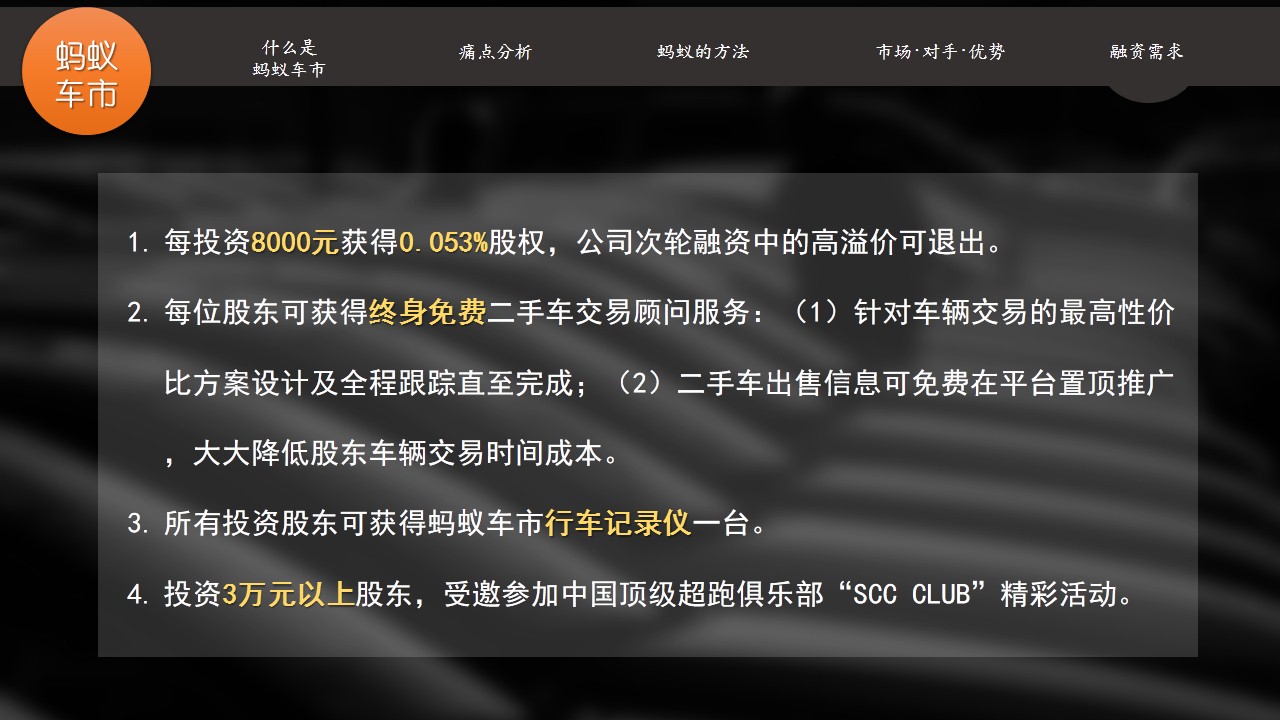 蚂蚁
车市
什么是
蚂蚁车市
痛点分析
蚂蚁的方法
市场·对手·优势
融资需求
1. 每投资8000元获得0.053%股权，公司次轮融资中的高溢价可退出。
2. 每位股东可获得终身免费二手车交易顾问服务：（1）针对车辆交易的最高性价
比方案设计及全程跟踪直至完成；（2）二手车出售信息可免费在平台置顶推广
，大大降低股东车辆交易时间成本。
3. 所有投资股东可获得蚂蚁车市行车记录仪一台。
4. 投资3万元以上股东，受邀参加中国顶级超跑俱乐部“SCC CLUB”精彩活动。